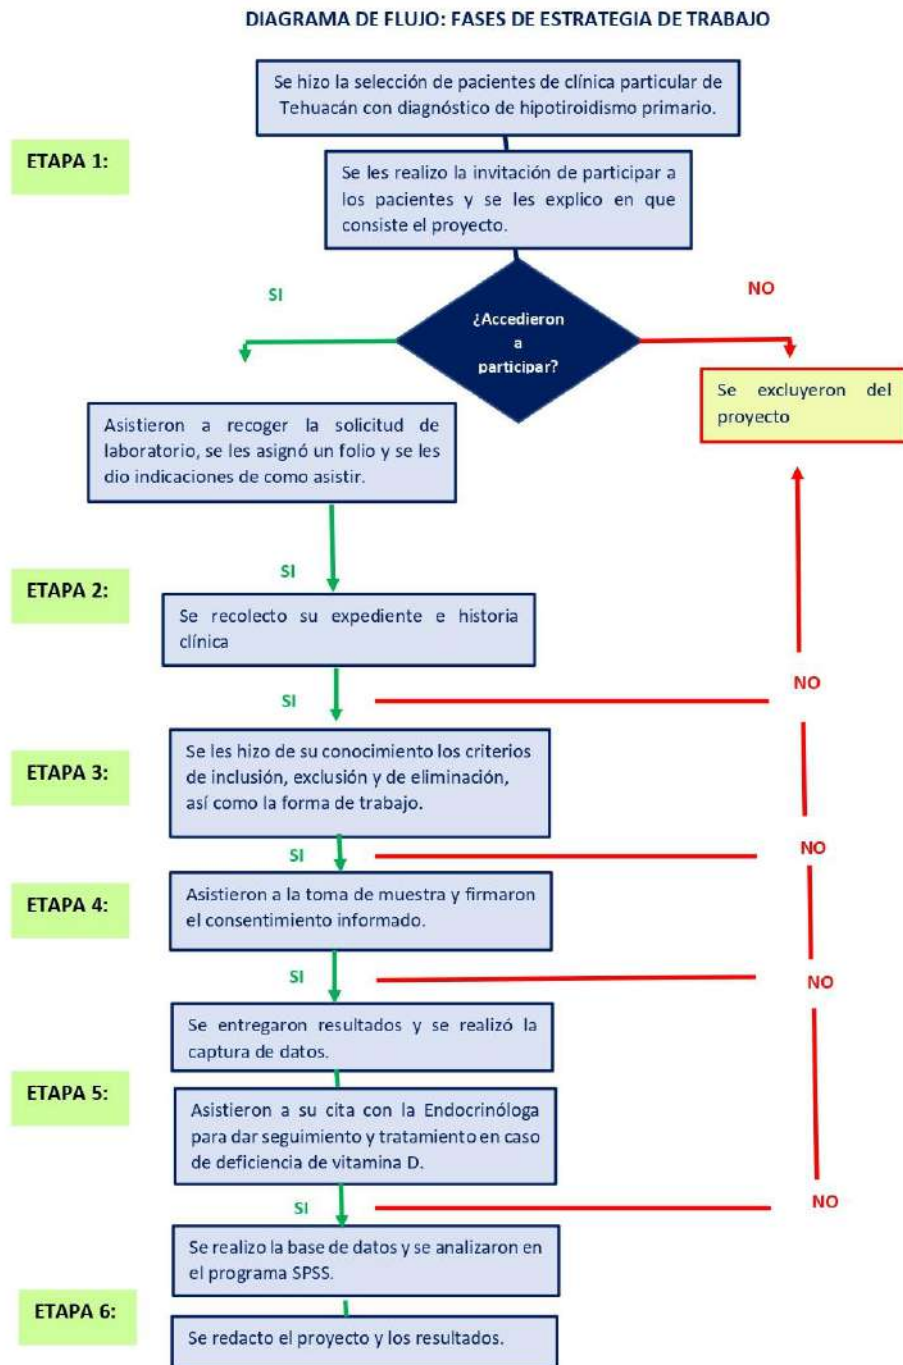 DIAGRAMA DE FLUJO: FASES DE ESTRATEGIA DE TRABAJO
Se hizo la selección de pacientes de clínica particular de
Tehuacán con diagnóstico de hipotiroidismo primario.
ETAPA 1:
Se les realizo la invitación de participar a
los pacientes y se les explico en que
consiste el proyecto.
SI
NO
¿Accedieron
a
participar?
Se excluyeron del
proyecto
Asistieron a recoger la solicitud de
laboratorio, se les asignó un folio y se les
dio indicaciones de como asistir.
SI
ETAPA 2:
Se recolecto su expediente e historia
clínica
NO
SI
Se les hizo de su conocimiento los criterios
de inclusión, exclusión y de eliminación,
así como la forma de trabajo.
ETAPA 3:
SI
NO
Asistieron a la toma de muestra y firmaron
el consentimiento informado.
ETAPA 4:
SI
NO
Se entregaron resultados y se realizó la
captura de datos.
ETAPA 5:
Asistieron a su cita con la Endocrinóloga
para dar seguimiento y tratamiento en caso
de deficiencia de vitamina D.
SI
NO
Se realizo la base de datos y se analizaron en
el programa SPSS.
ETAPA 6:
Se redacto el proyecto y los resultados.